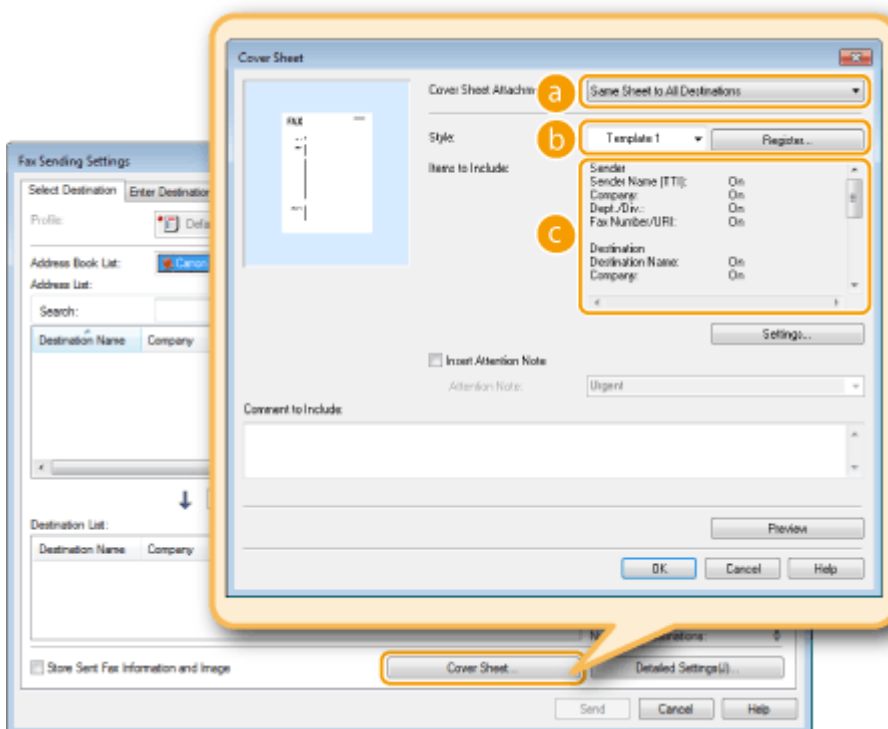 Cover Sheet
Cover Sheet Attachm
a
Same Sheet to All Destinations
FAX
Style:
b
Template 1
Register...
Items to Include:
c
Sender
Sender Name (TTI): On
Company: On
Dept./Div.: On
Fax Number/URI: On
Destination
Destination Name: On
Company: On
Settings...
Insert Attention Note
Attention Note: Urgent
Comment to Include:
Preview
OK Cancel Help
Fax Sending Settings
Select Destination Enter Destination
Profile: Defa
Address Book List: Canon
Address List:
Search:
Destination Name Company
Destination List:
Destination Name Company
Store Sent Fax Information and Image
Cover Sheet...
Detailed Settings(J)...
Send Cancel Help